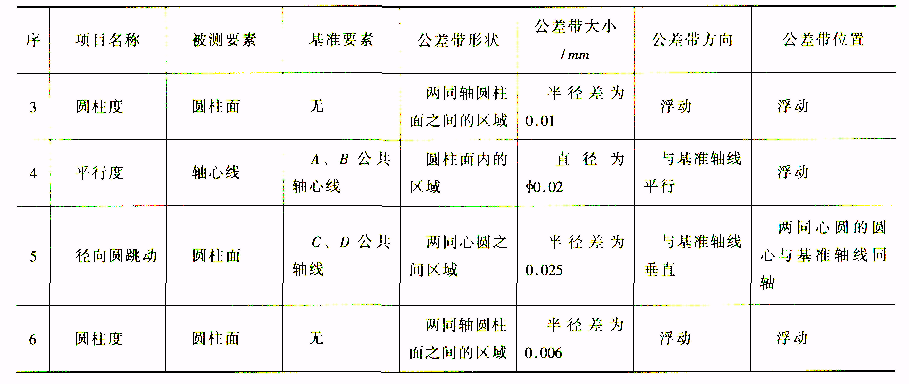 序 项目名称 被测要素 基准要素 公差带形状 公差带大小 /mm 公差带方向 公差带位置
3 圆柱度 圆柱面 无 两同轴圆柱面之间的区域 半径差为0.01 浮动 浮动
4 平行度 轴心线 A、B公共轴心线 圆柱面内的区域 直径为ϕ0.02 与基准轴线平行 浮动
5 径向圆跳动 圆柱面 C、D公共轴线 两同心圆之间区域 半径差为0.025 与基准轴线垂直 两同心圆的圆心与基准轴线同轴
6 圆柱度 圆柱面 无 两同轴圆柱面之间的区域 半径差为0.006 浮动 浮动